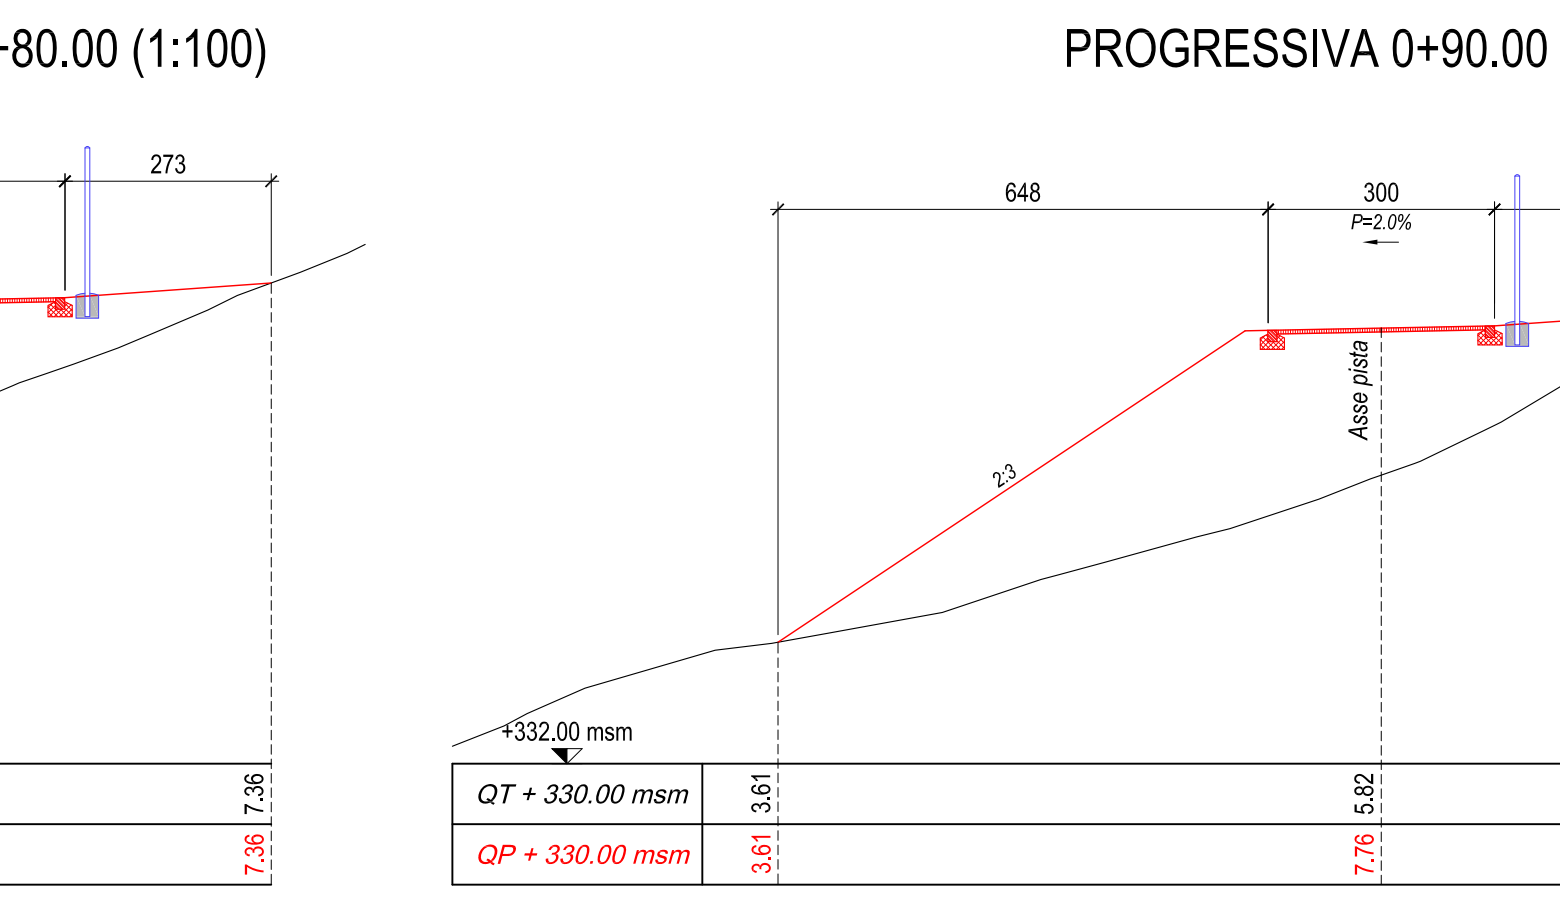 +80.00 (1:100)
PROGRESSIVA 0+90.00
273
648
300
P=2.0%
Asse pista
2:3
+332.00 msm
7.36
QT + 330.00 msm
3.61
5.82
7.36
QP + 330.00 msm
3.61
7.76